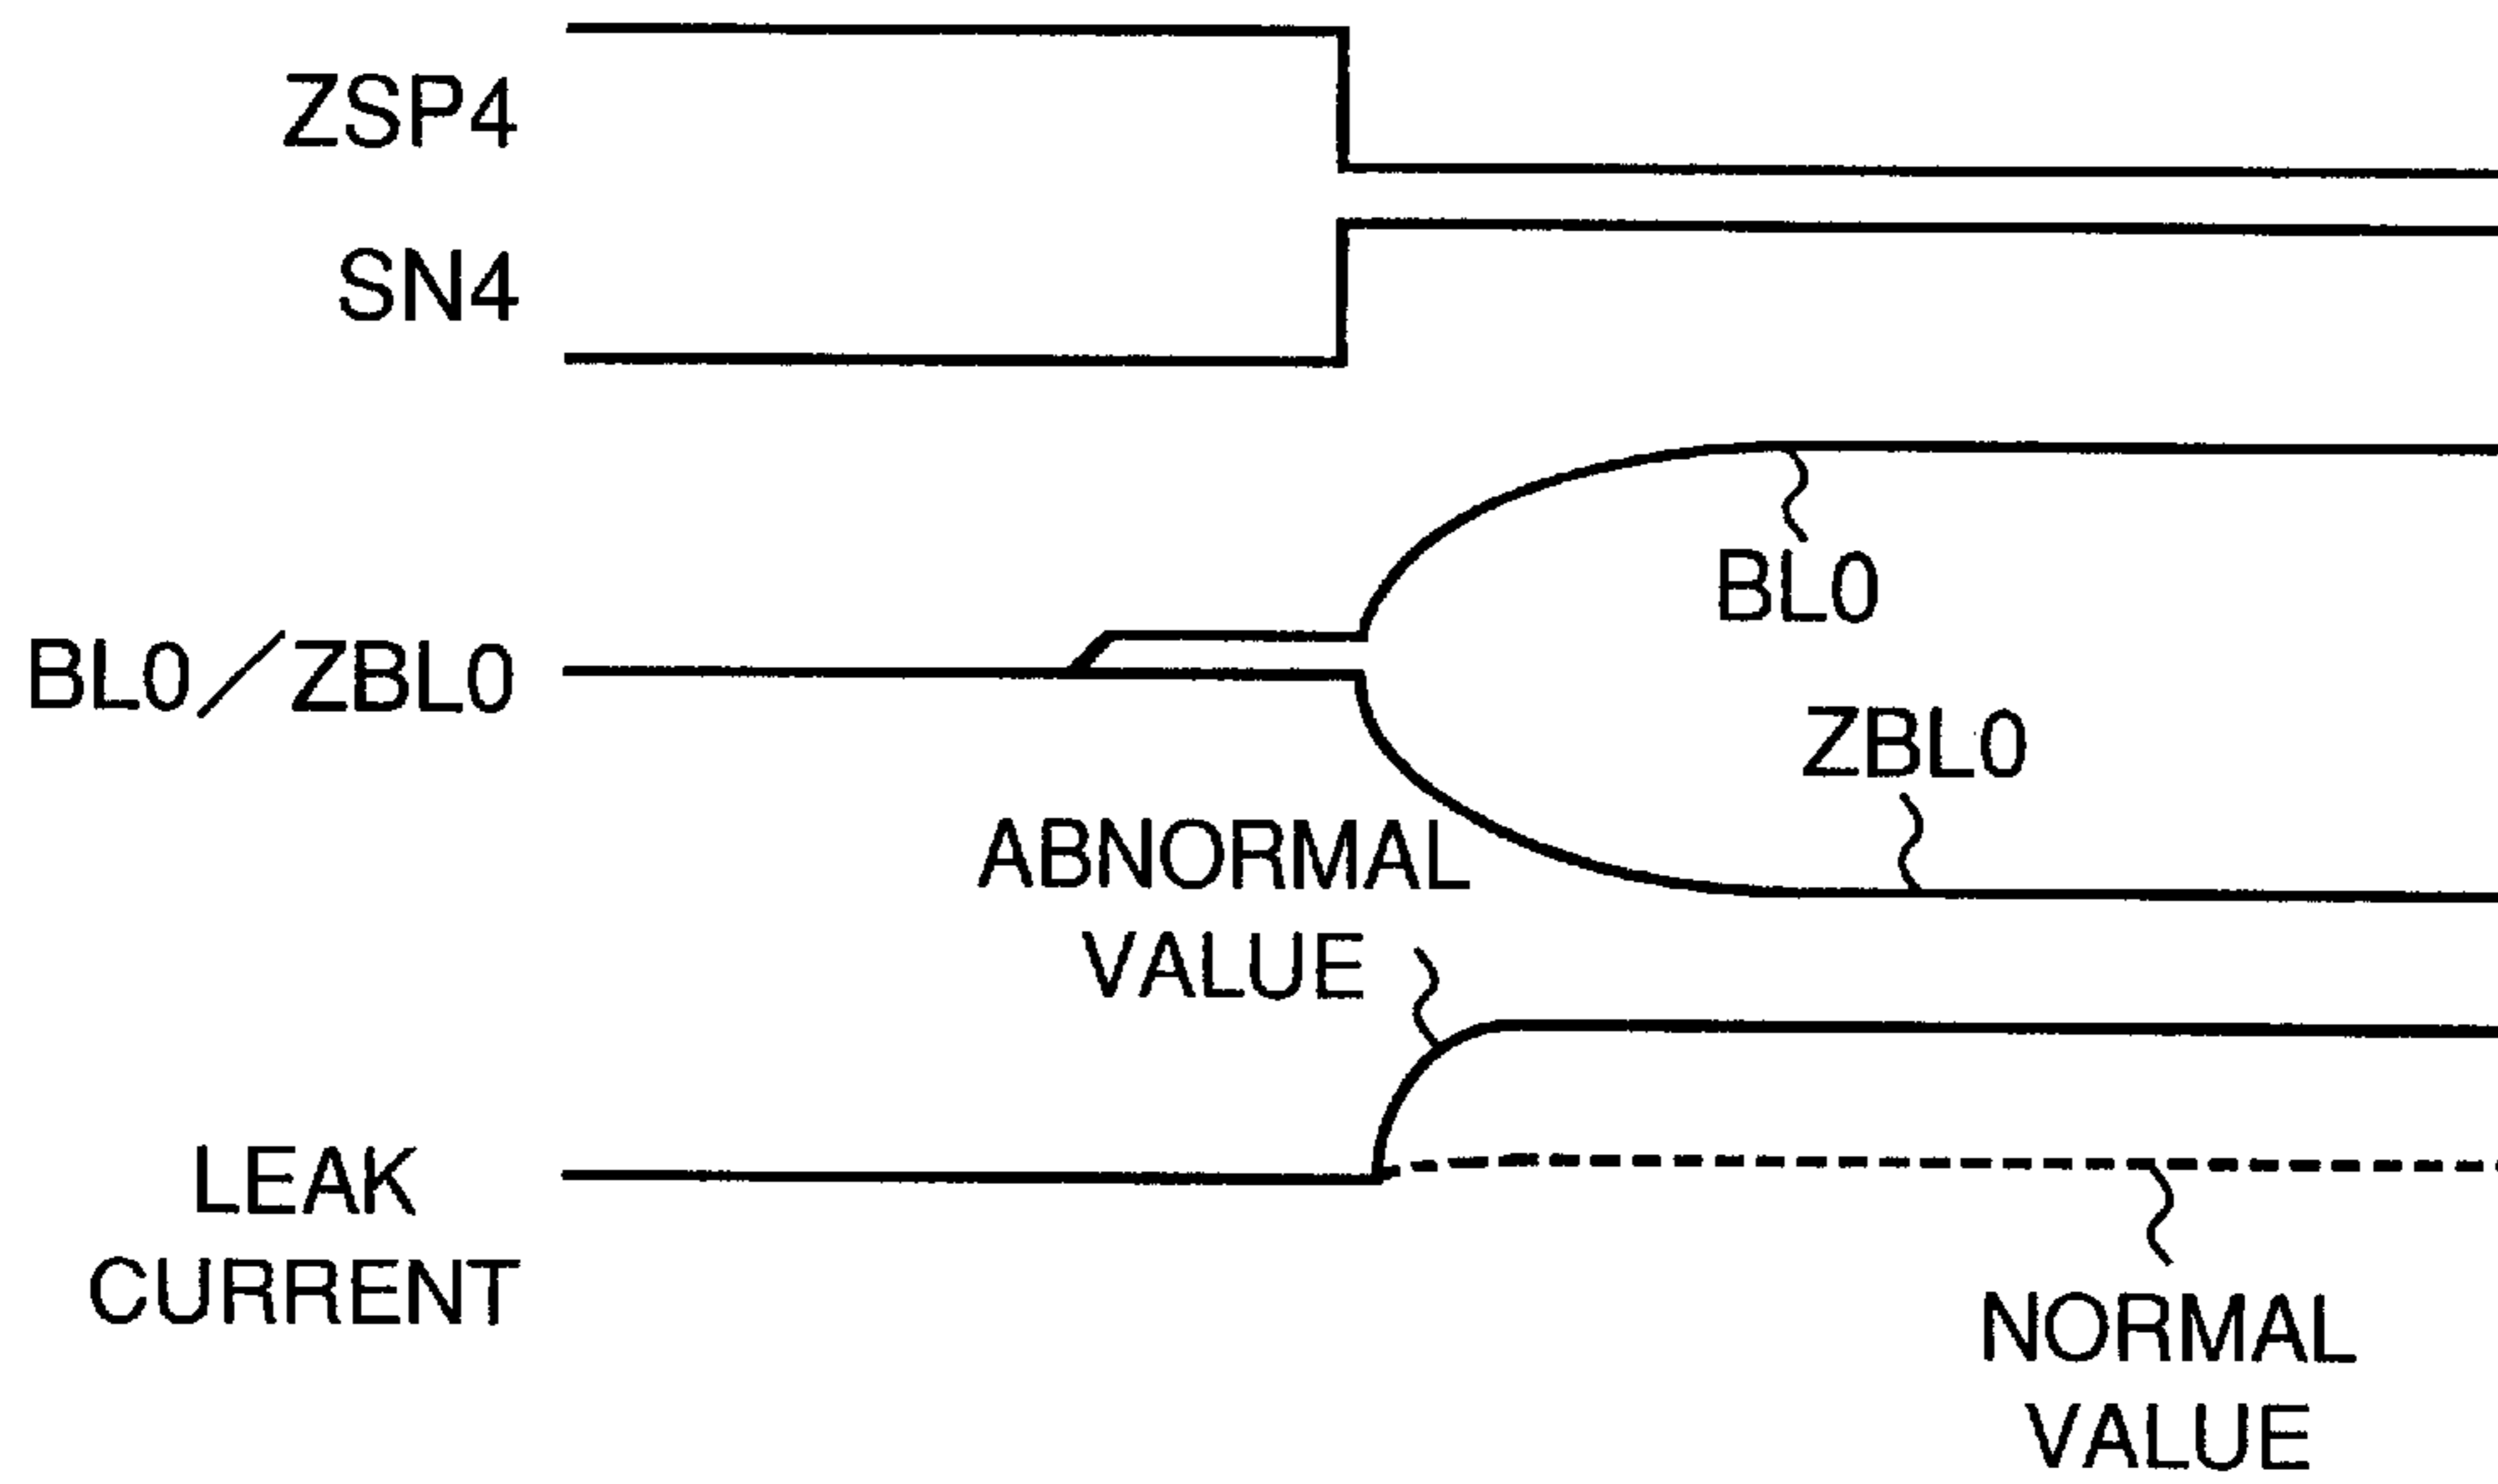 ZSP4
SN4
BL0
BL0/ZBL0
ZBL0
ABNORMAL
VALUE
LEAK
CURRENT
NORMAL
VALUE